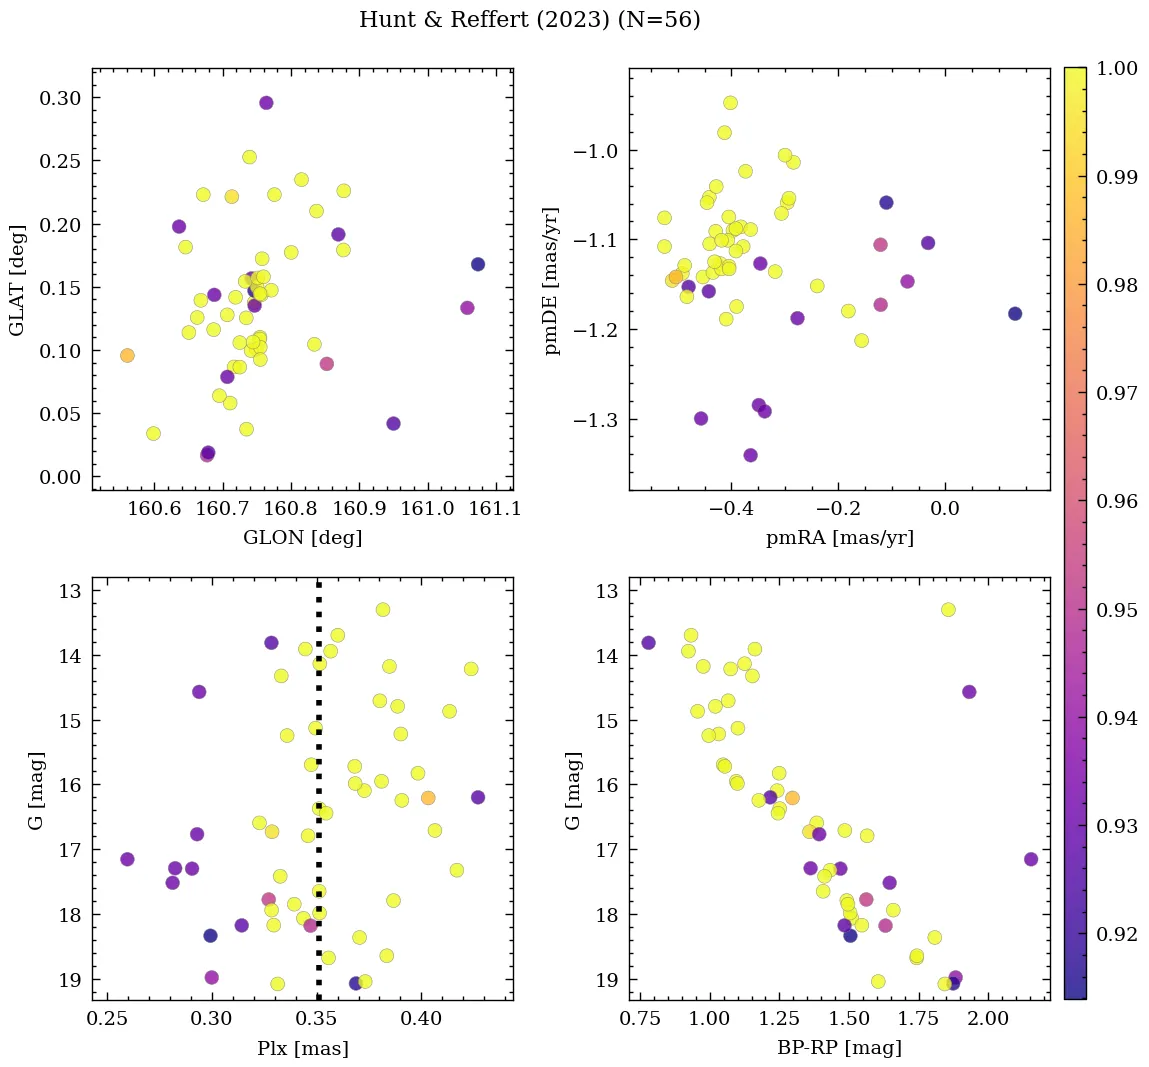 Hunt & Reffert (2023) (N=56)
0.30
0.25
0.20
0.15
0.10
0.05
0.00
GLAT [deg]
160.6 160.7 160.8 160.9 161.0 161.1
GLON [deg]
−1.0
−1.1
−1.2
−1.3
pmDE [mas/yr]
−0.4 −0.2 0.0
pmRA [mas/yr]
1.00
0.99
0.98
0.97
0.96
0.95
0.94
0.93
0.92
13
14
15
16
17
18
19
G [mag]
0.25 0.30 0.35 0.40
Plx [mas]
13
14
15
16
17
18
19
G [mag]
0.75 1.00 1.25 1.50 1.75 2.00
BP-RP [mag]